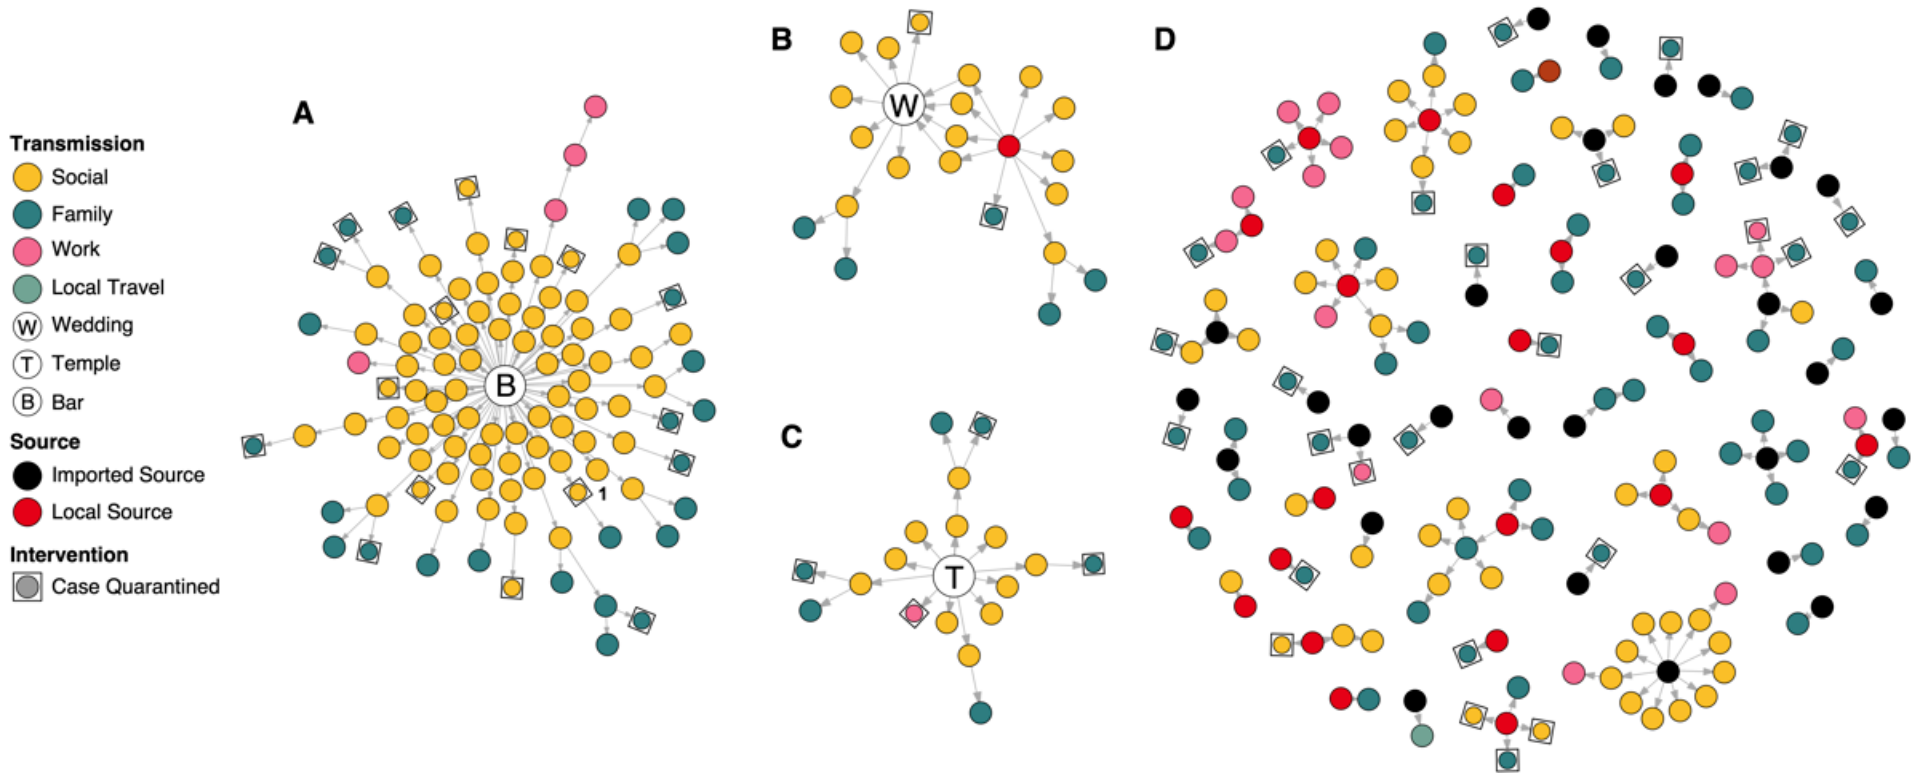 A
B
C
D
Transmission
Social
Family
Work
Local Travel
W Wedding
T Temple
B Bar
Source
Imported Source
Local Source
Intervention
Case Quarantined
B
1
W
T